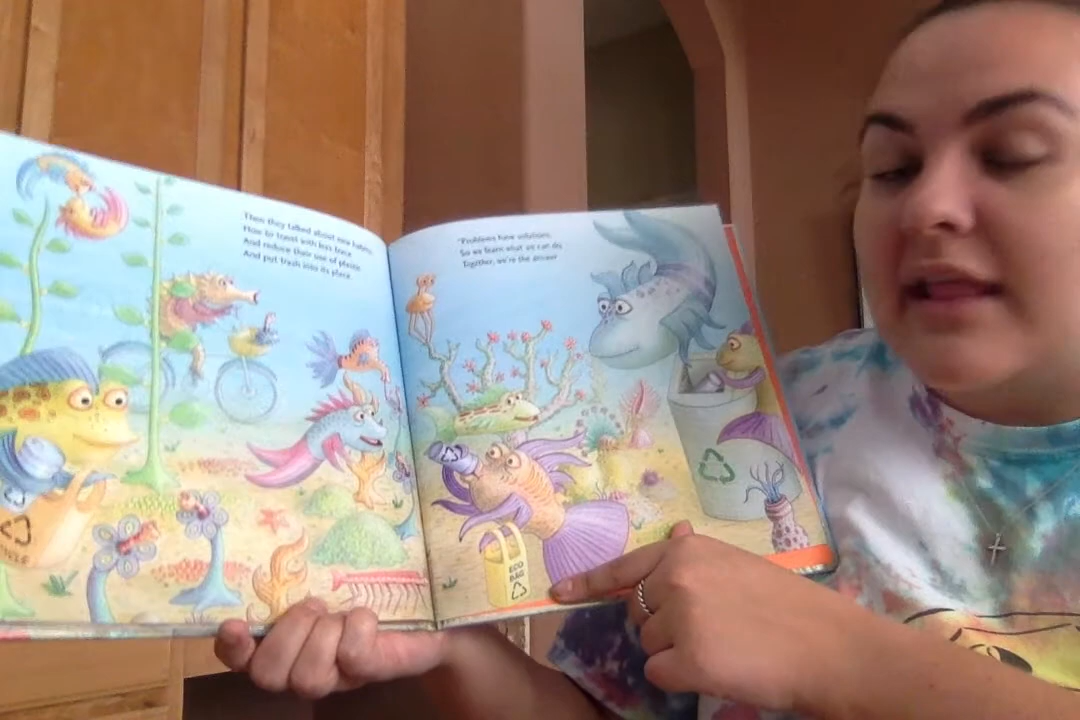 Then they talked about new habits,
How to travel with less trace
And reduce their use of plastic
And put trash into its place.
"Problems have solutions,
So we learn what we can do.
Together, we're the answer
ECO
BAG